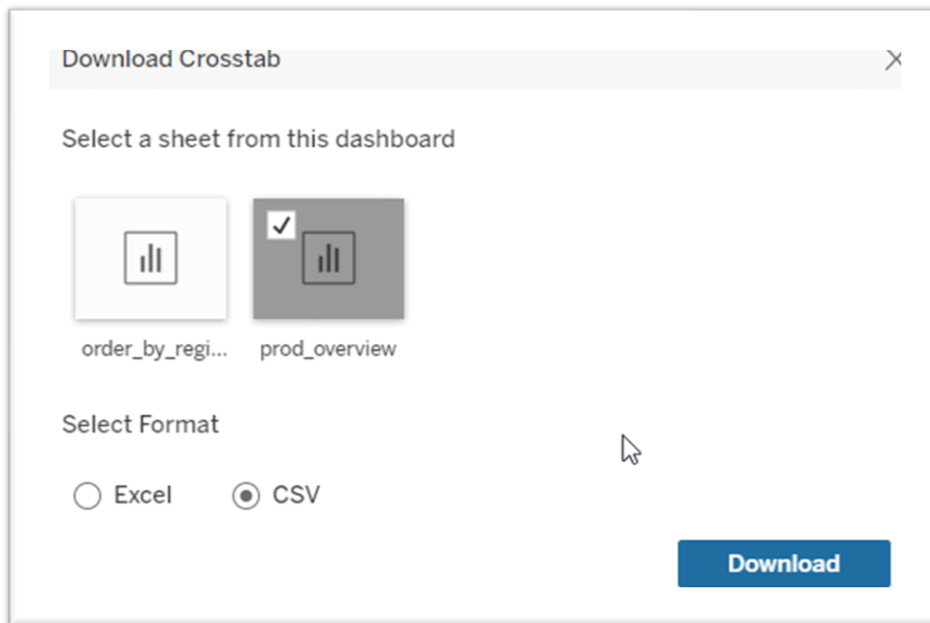 Download Crosstab
Select a sheet from this dashboard
order_by_regi... prod_overview
Select Format
Excel CSV
Download